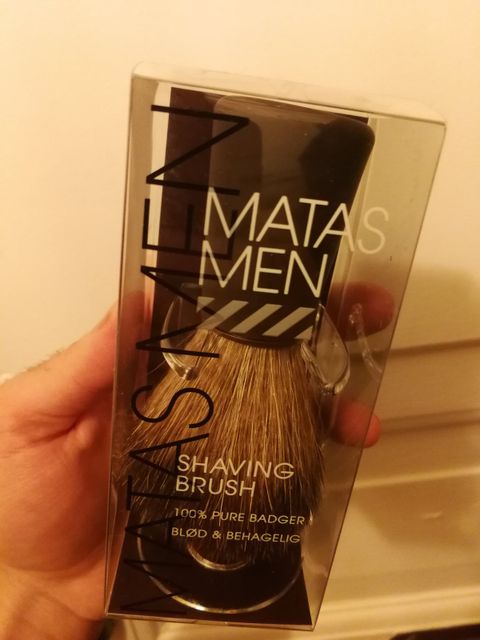 MATAS
MEN
SHAVING
BRUSH
100% PURE BADGER
BLØD & BEHAGELIG
MATAS MEN